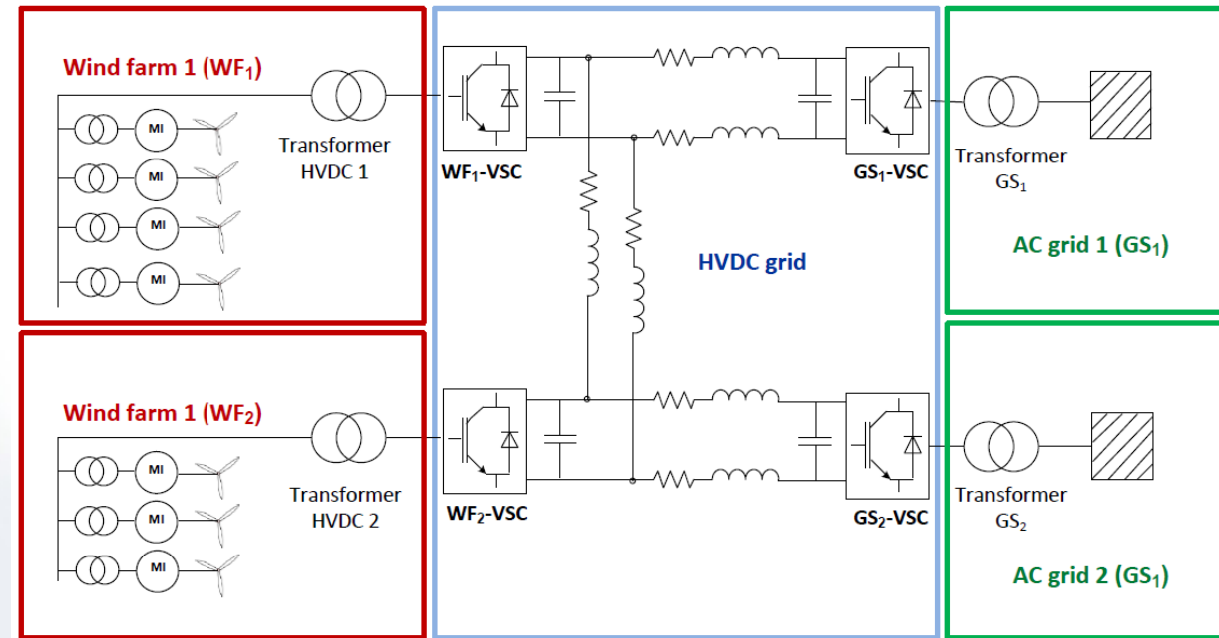 Wind farm 1 (WF₁)
MI
MI
MI
MI
Transformer
HVDC 1
WF₁-VSC
GS₁-VSC
Transformer
GS₁
AC grid 1 (GS₁)
HVDC grid
Wind farm 1 (WF₂)
MI
MI
MI
Transformer
HVDC 2
WF₂-VSC
GS₂-VSC
Transformer
GS₂
AC grid 2 (GS₁)